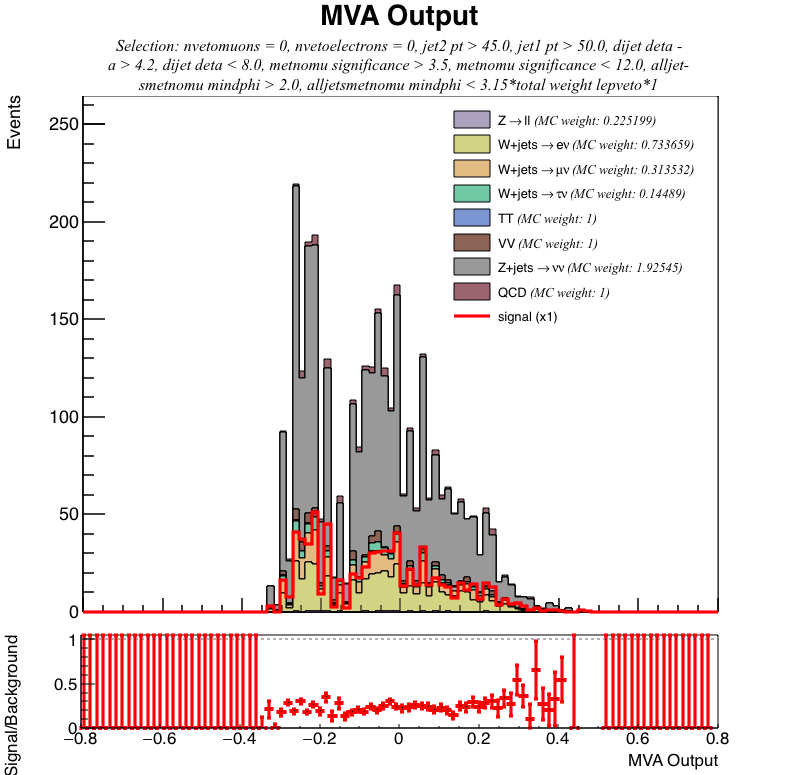 MVA Output
Selection: nvetomuons = 0, nvetoelectrons = 0, jet2 pt > 45.0, jet1 pt > 50.0, dijet deta -
a > 4.2, dijet deta < 8.0, metnomu significance > 3.5, metnomu significance < 12.0, alljet-
smetnomu mindphi > 2.0, alljetsmetnomu mindphi < 3.15*total weight lepveto*1
Events
250
200
150
100
50
0
Z→ll (MC weight: 0.225199)
W+jets→eν (MC weight: 0.733659)
W+jets→μν (MC weight: 0.313532)
W+jets→τν (MC weight: 0.14489)
TT (MC weight: 1)
VV (MC weight: 1)
Z+jets→νν (MC weight: 1.92545)
QCD (MC weight: 1)
signal (x1)
Signal/Background
1
0.5
0
−0.8 −0.6 −0.4 −0.2 0 0.2 0.4 0.6 0.8
MVA Output